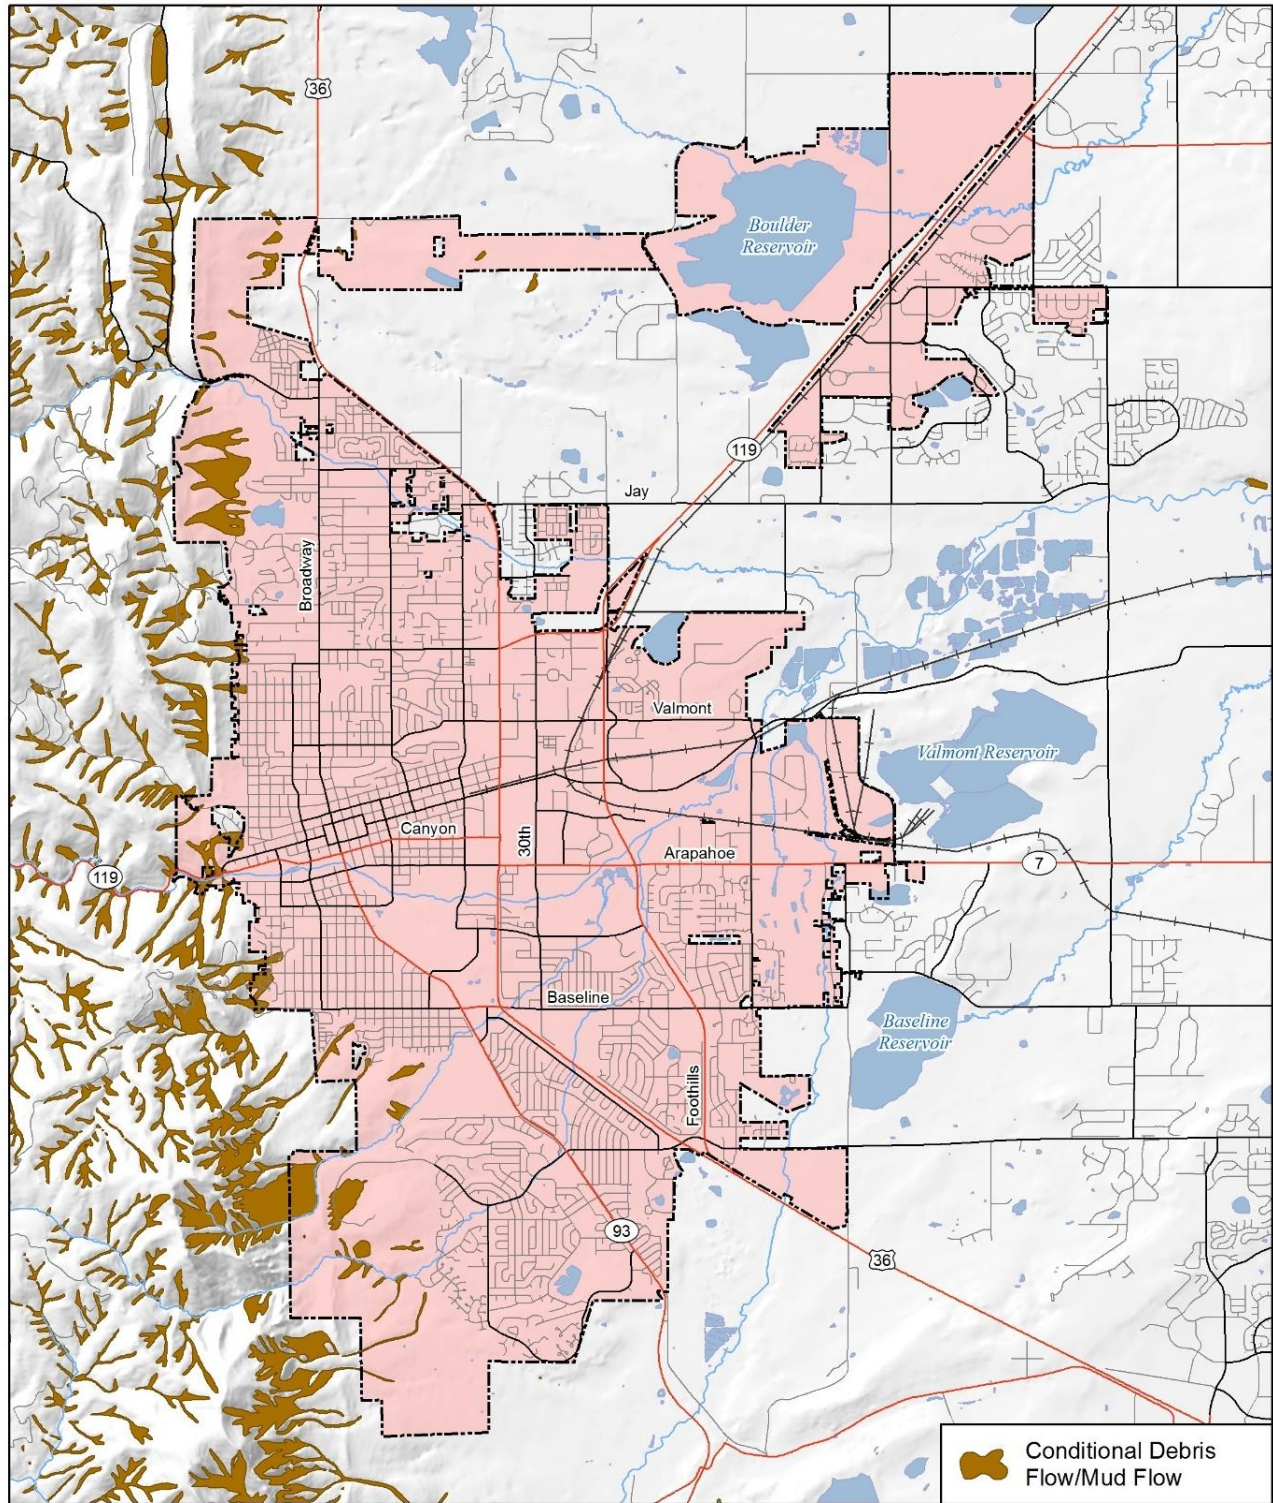 36
Boulder
Reservoir
119
Jay
Broadway
Valmont
Valmont Reservoir
Canyon
30th
Arapahoe
7
119
Baseline
Baseline
Reservoir
Foothills
93
36
Conditional Debris
Flow/Mud Flow